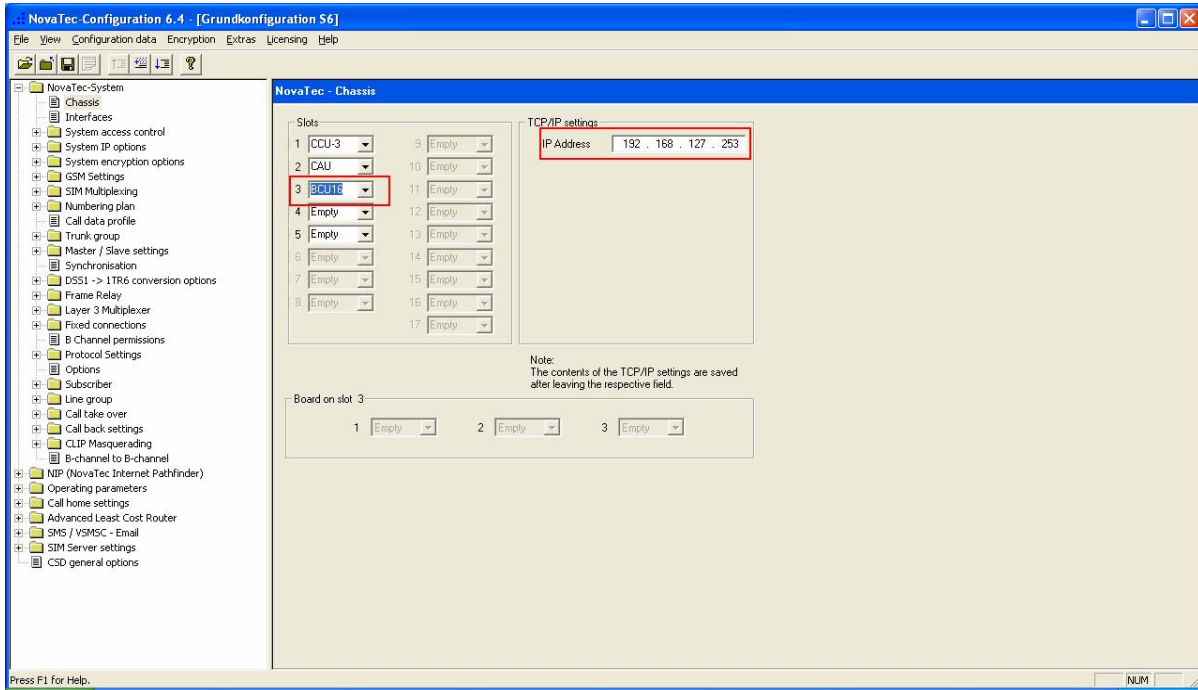 NovaTec-Configuration 6.4 - [Grundkonfiguration S6]
File View Configuration data Encryption Extras Licensing Help
NovaTec-System
Chassis
Interfaces
System access control
System IP options
System encryption options
GSM Settings
SIM Multiplexing
Numbering plan
Call data profile
Trunk group
Master / Slave settings
Synchronisation
DSS1 -> 1TR6 conversion options
Frame Relay
Layer 3 Multiplexer
Fixed connections
B Channel permissions
Protocol Settings
Options
Subscriber
Line group
Call take over
Call back settings
CLIP Masquerading
B-channel to B-channel
NIP (NovaTec Internet Pathfinder)
Operating parameters
Call home settings
Advanced Least Cost Router
SMS / VSMSC - Email
SIM Server settings
CSD general options
NovaTec - Chassis
Slots
1 CCU-3 9 Empty
2 CAU 10 Empty
3 BCU16 11 Empty
4 Empty 12 Empty
5 Empty 13 Empty
6 Empty 14 Empty
7 Empty 15 Empty
8 Empty 16 Empty
17 Empty
TCP/IP settings
IP Address 192 . 168 . 127 . 253
Note:
The contents of the TCP/IP settings are saved
after leaving the respective field.
Board on slot 3
1 Empty 2 Empty 3 Empty
Press F1 for Help.
NUM